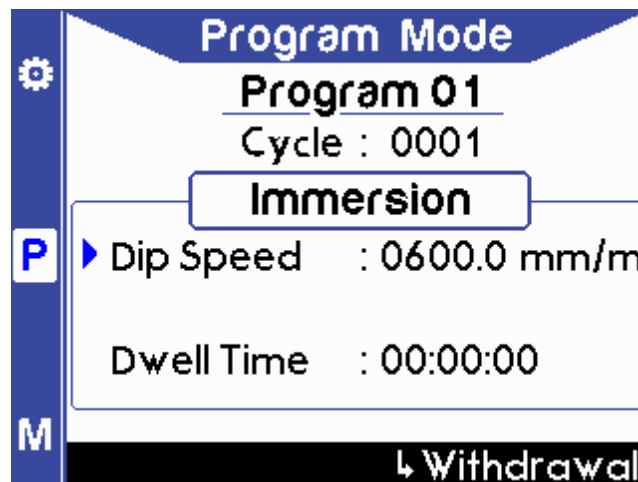 Program Mode
Program 01
Cycle : 0001
Immersion
P
Dip Speed : 0600.0 mm/m
Dwell Time : 00:00:00
M
↳ Withdrawal